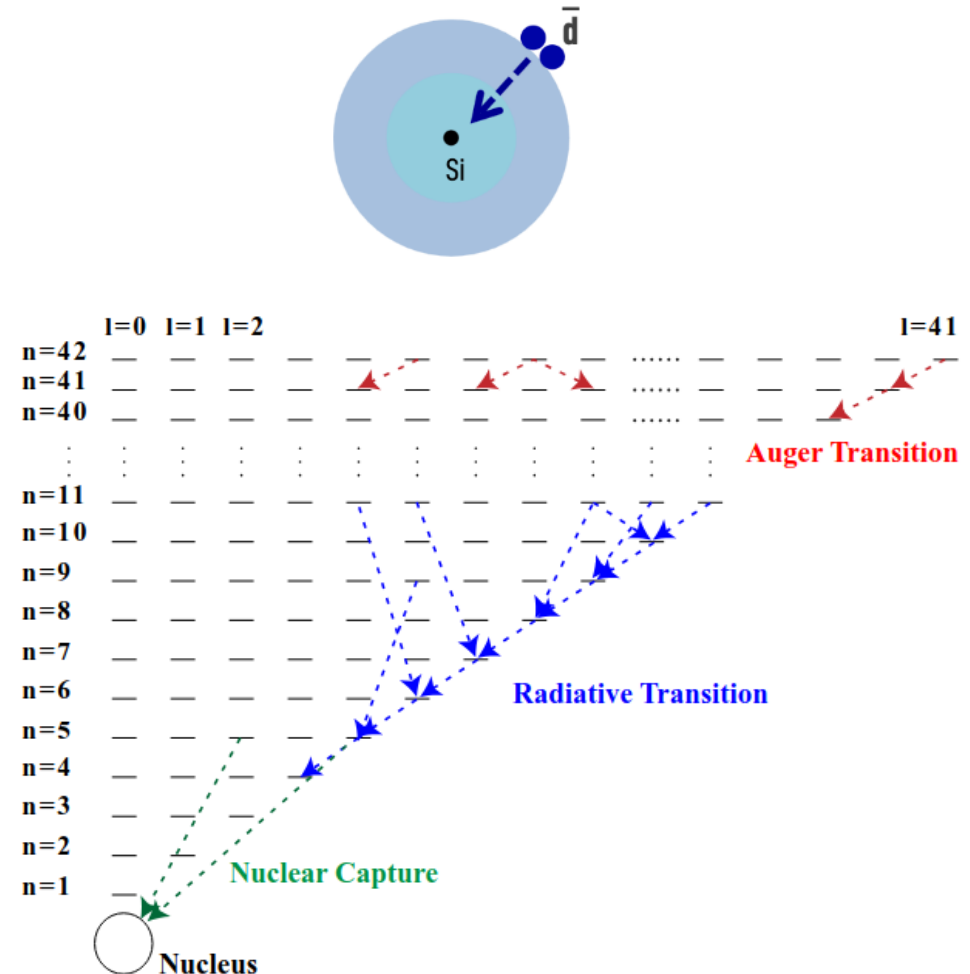 d̅
Si
l=0 l=1 l=2 l=41
n=42
n=41
n=40
Auger Transition
n=11
n=10
n=9
n=8
n=7
n=6
Radiative Transition
n=5
n=4
n=3
n=2
Nuclear Capture
n=1
Nucleus